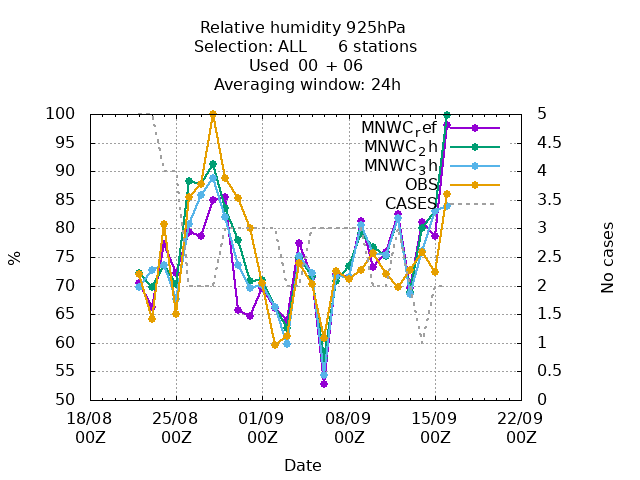 Relative humidity 925hPa
Selection: ALL      6 stations
Used  00 + 06
Averaging window: 24h
100
95
90
85
80
75
70
65
60
55
50
%
5
4.5
4
3.5
3
2.5
2
1.5
1
0.5
0
No cases
MNWCref
MNWC2h
MNWC3h
OBS
CASES
18/08 25/08 01/09 08/09 15/09 22/09
00Z 00Z 00Z 00Z 00Z 00Z
Date